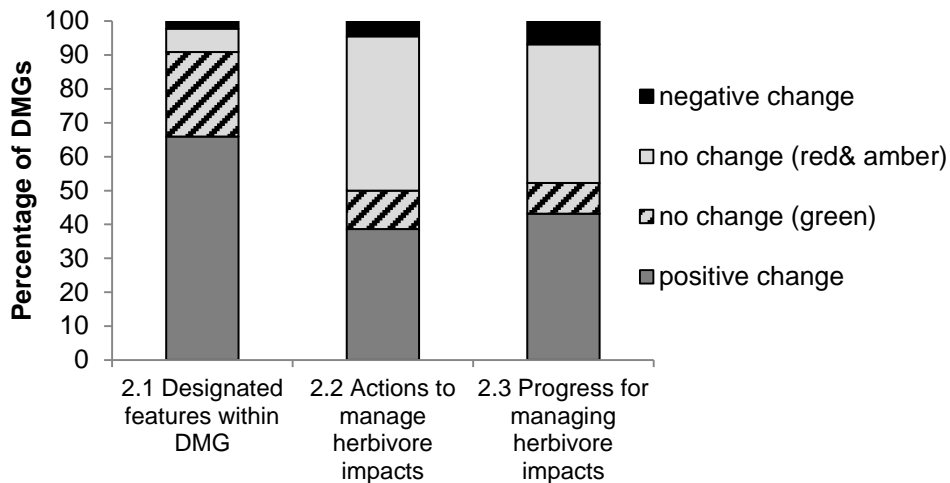 100
90
80
70
60
50
40
30
20
10
0
Percentage of DMGs
2.1 Designated
features within
DMG
2.2 Actions to
manage
herbivore
impacts
2.3 Progress for
managing
herbivore
impacts
negative change
no change (red& amber)
no change (green)
positive change